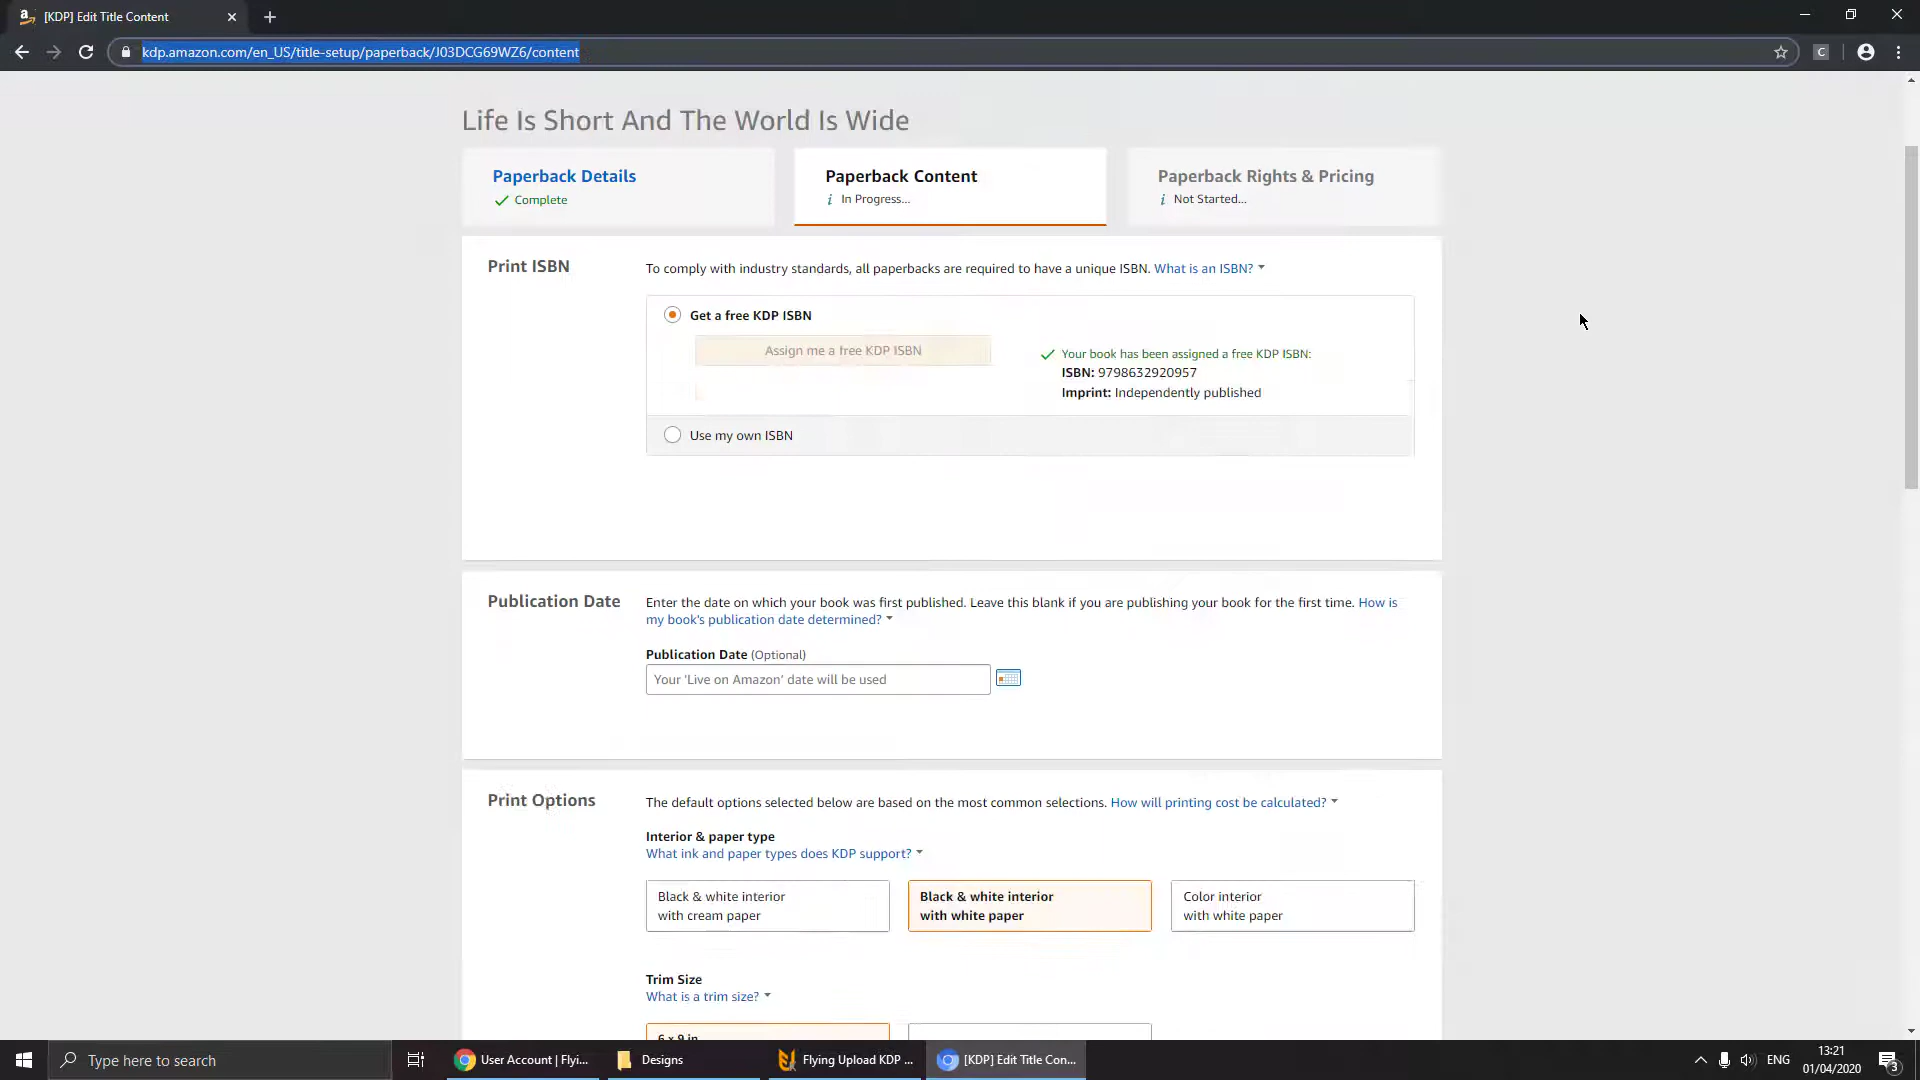 [KDP] Edit Title Content
kdp.amazon.com/en_US/title-setup/paperback/J03DCG69WZ6/content
C
Life Is Short And The World Is Wide
Paperback Details
Complete
Paperback Content
i In Progress...
Paperback Rights & Pricing
i Not Started...
Print ISBN
To comply with industry standards, all paperbacks are required to have a unique ISBN. What is an ISBN?
Get a free KDP ISBN
Assign me a free KDP ISBN
Your book has been assigned a free KDP ISBN:
ISBN: 9798632920957
Imprint: Independently published
Use my own ISBN
Publication Date
Enter the date on which your book was first published. Leave this blank if you are publishing your book for the first time. How is
my book's publication date determined?
Publication Date (Optional)
Your 'Live on Amazon' date will be used
Print Options
The default options selected below are based on the most common selections. How will printing cost be calculated?
Interior & paper type
What ink and paper types does KDP support?
Black & white interior
with cream paper
Black & white interior
with white paper
Color interior
with white paper
Trim Size
What is a trim size?
6 x 9 in
Type here to search
User Account | Flyi...
Designs
Flying Upload KDP ...
[KDP] Edit Title Con...
ENG
13:21
01/04/2020
3